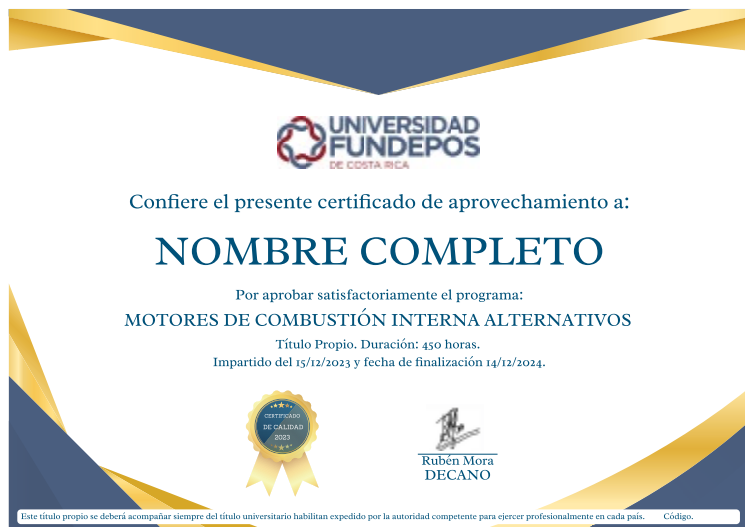 UNIVERSIDAD
FUNDEPOS
DE COSTA RICA
Confiere el presente certificado de aprovechamiento a:
NOMBRE COMPLETO
Por aprobar satisfactoriamente el programa:
MOTORES DE COMBUSTIÓN INTERNA ALTERNATIVOS
Título Propio. Duración: 450 horas.
Impartido del 15/12/2023 y fecha de finalización 14/12/2024.
CERTIFICADO
DE CALIDAD
2023
Rubén Mora
DECANO
Este título propio se deberá acompañar siempre del título universitario habilitan expedido por la autoridad competente para ejercer profesionalmente en cada país. Código.